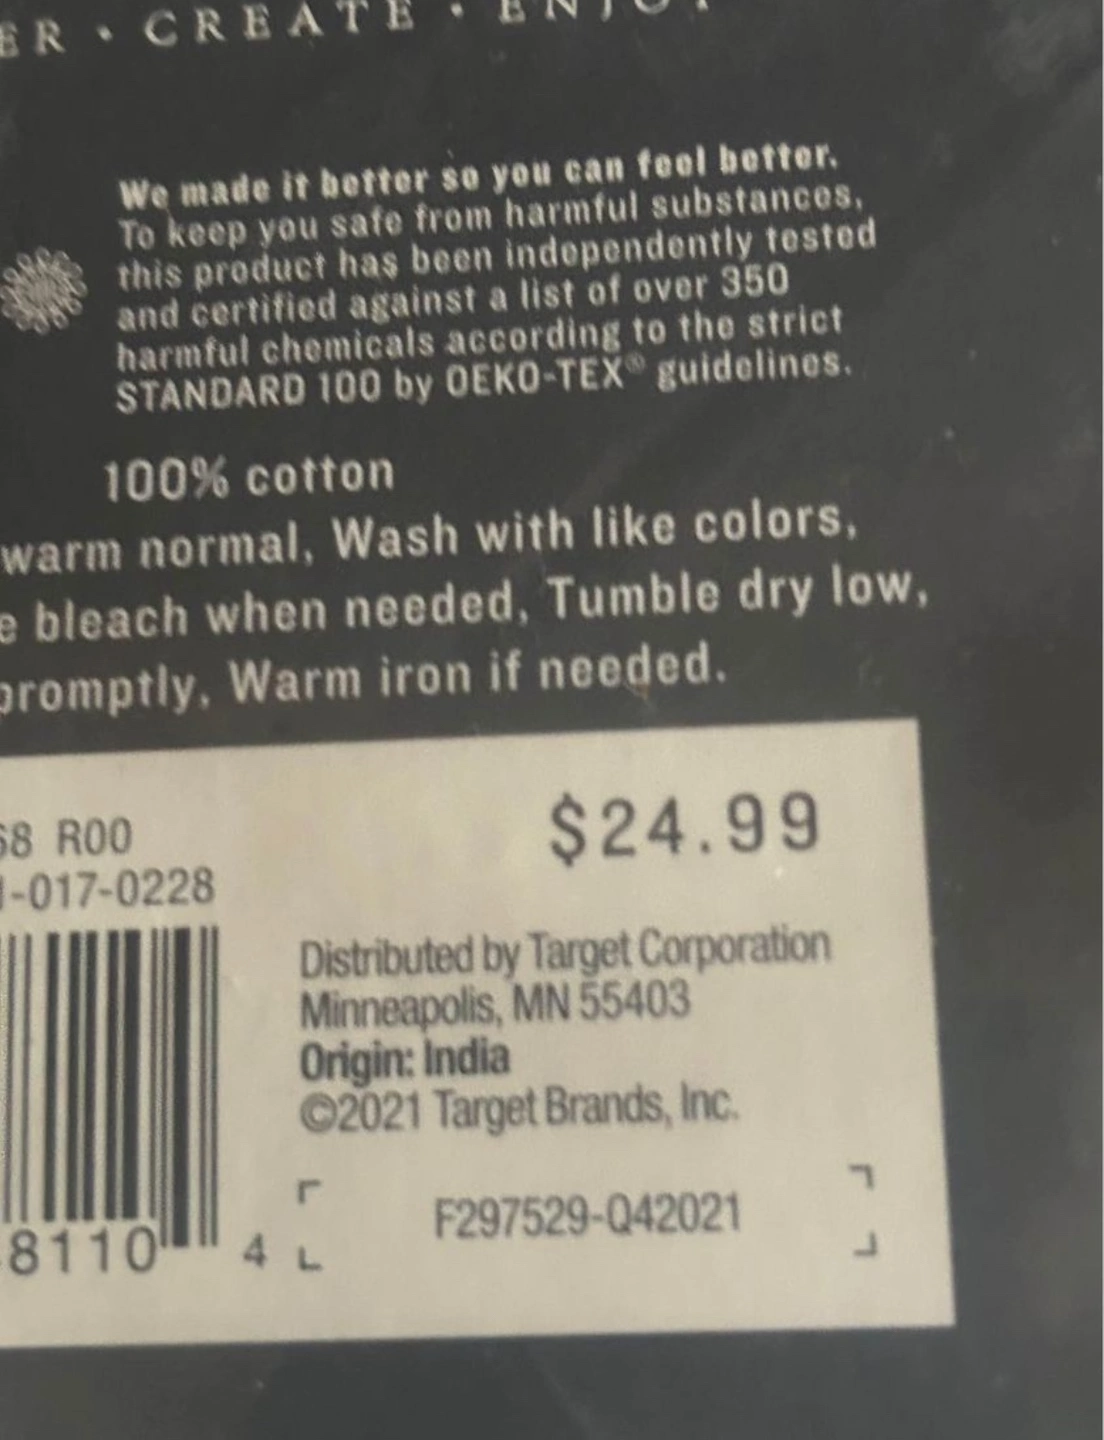 ER • CREATE • ENJOY
We made it better so you can feel better.
To keep you safe from harmful substances,
this product has been independently tested
and certified against a list of over 350
harmful chemicals according to the strict
STANDARD 100 by OEKO-TEX® guidelines.
100% cotton
warm normal, Wash with like colors,
e bleach when needed, Tumble dry low,
promptly, Warm iron if needed.
68 R00
1-017-0228
$24.99
Distributed by Target Corporation
Minneapolis, MN 55403
Origin: India
©2021 Target Brands, Inc.
F297529-Q42021
8110 4